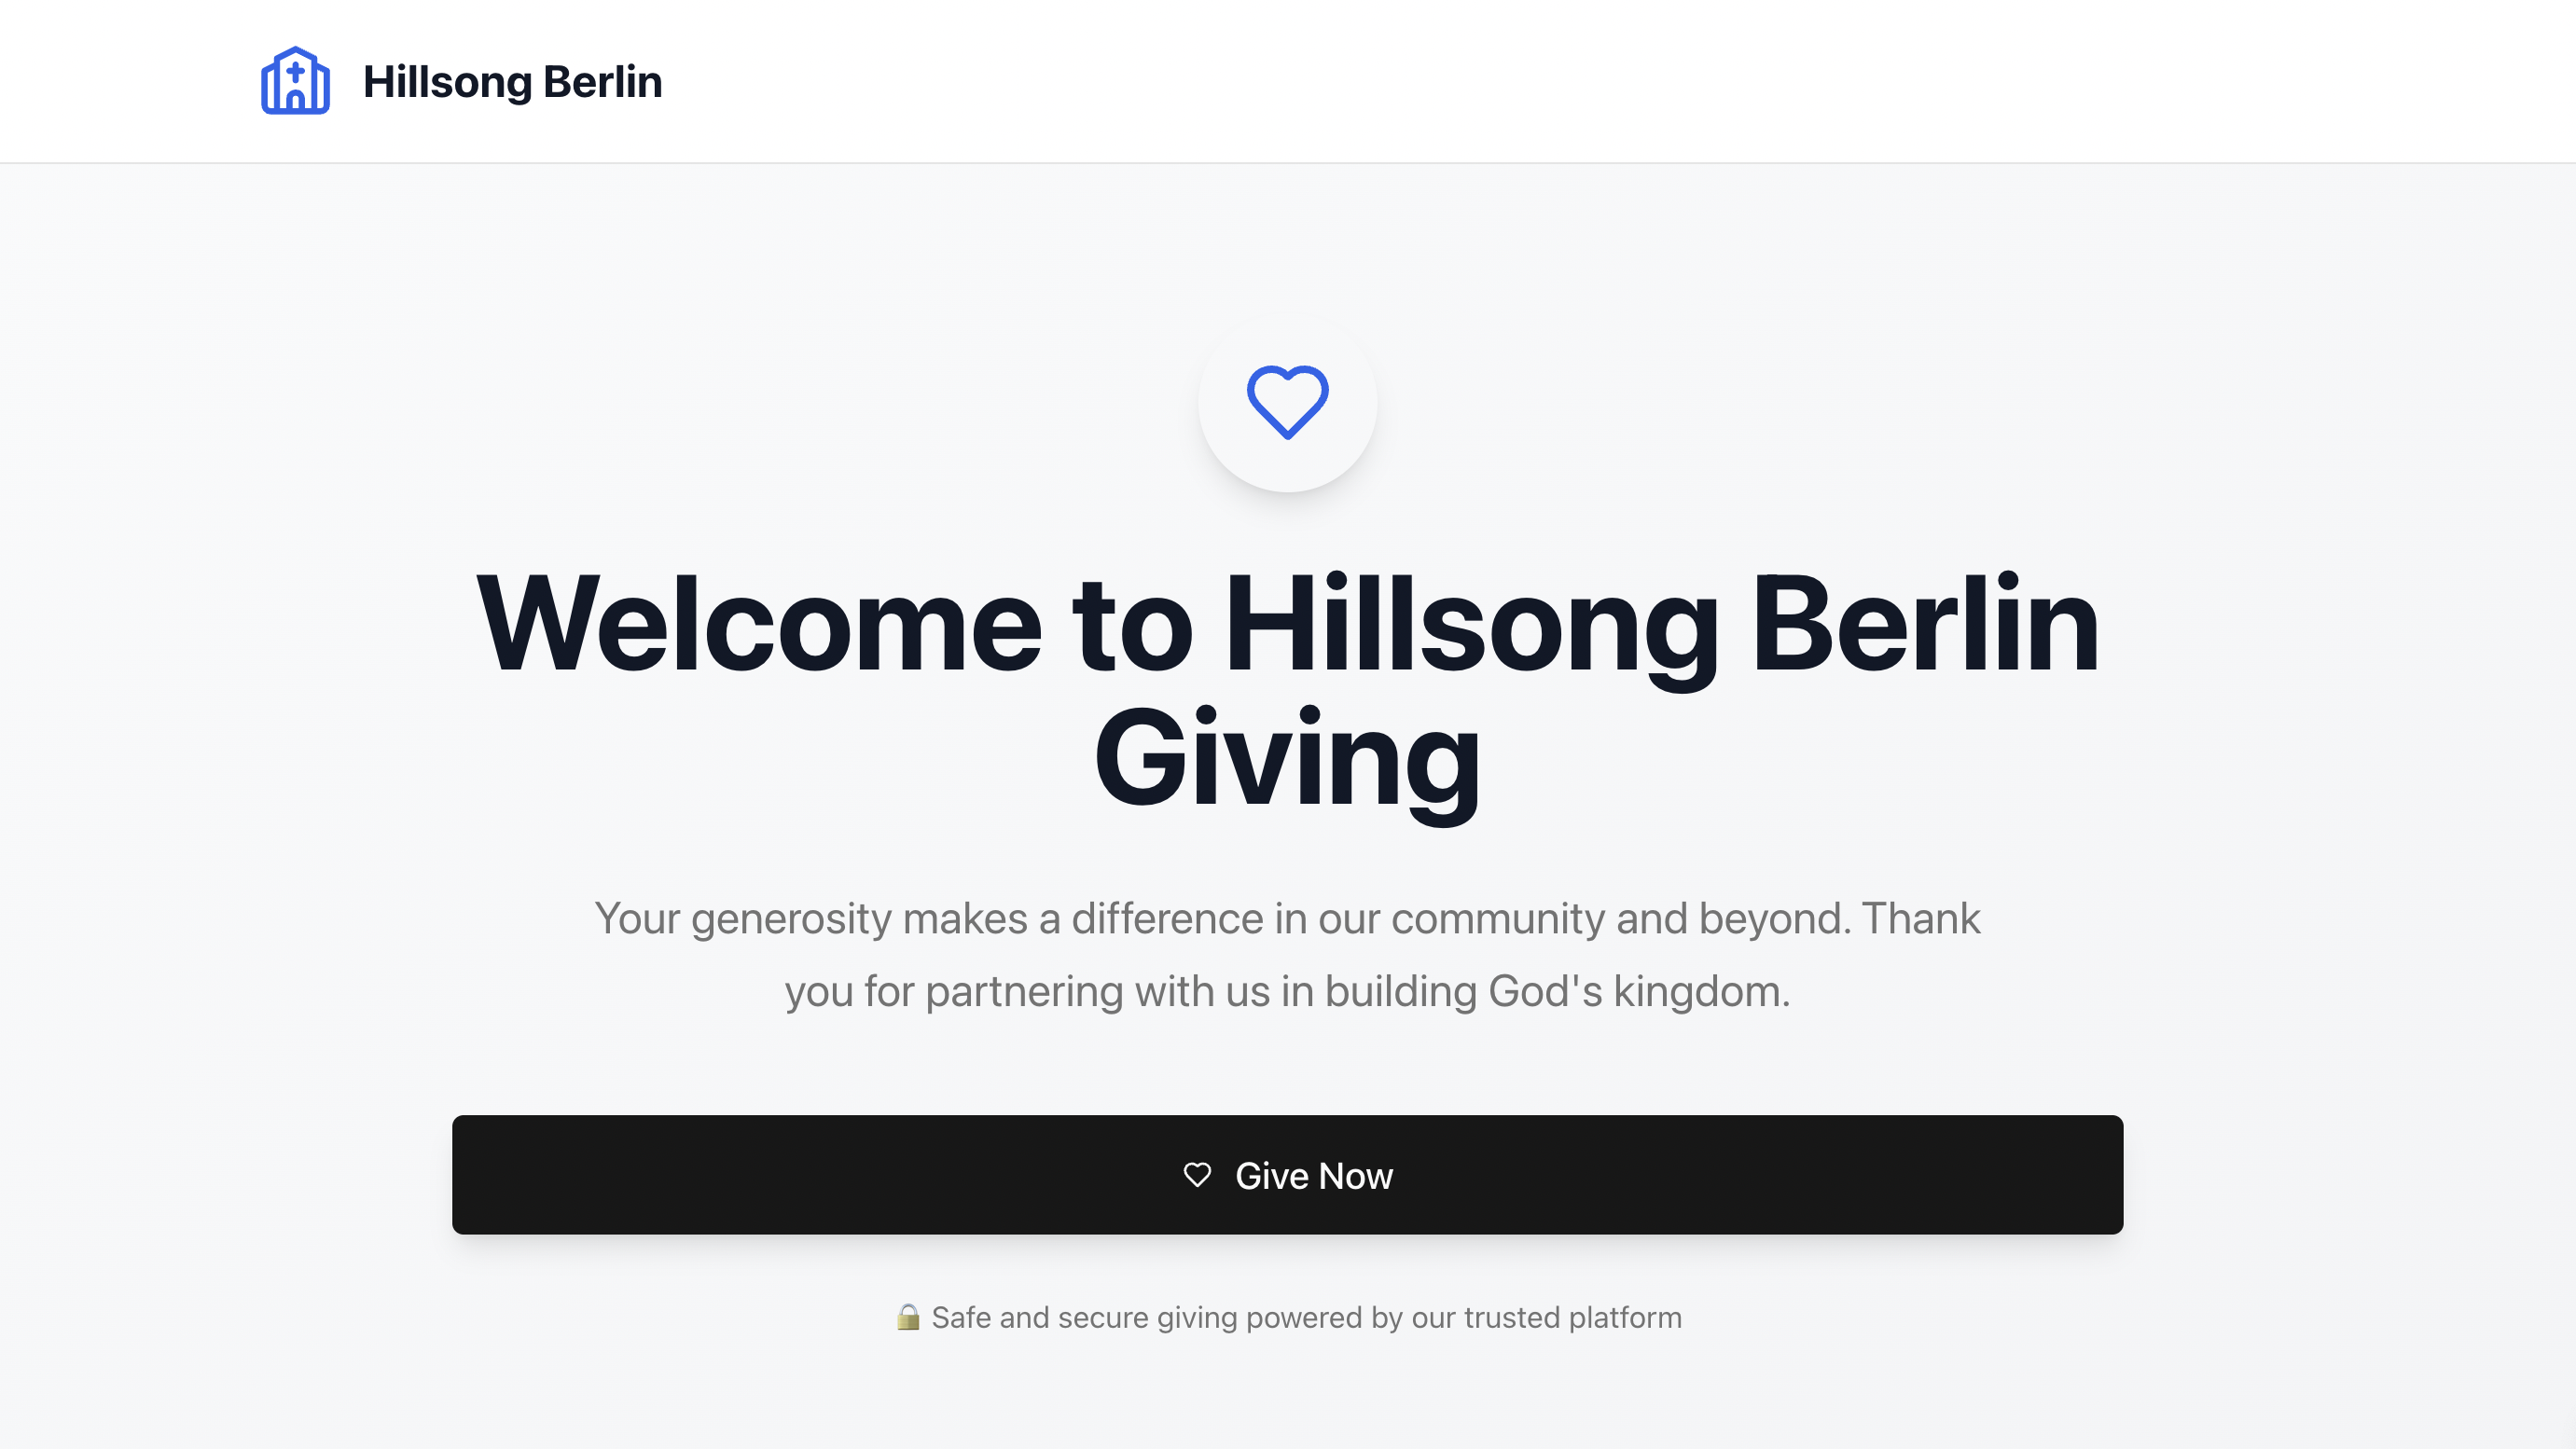 Hillsong Berlin
Welcome to Hillsong Berlin
Giving
Your generosity makes a difference in our community and beyond. Thank
you for partnering with us in building God's kingdom.
Give Now
🔒 Safe and secure giving powered by our trusted platform